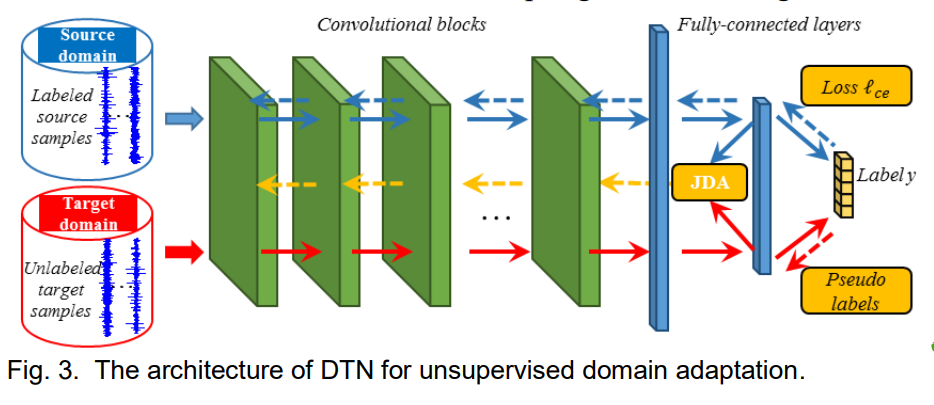 Convolutional blocks
Fully-connected layers
Source
domain
Labeled
source
samples
...
Loss ℓce
JDA
Label y
Target
domain
Unlabeled
target
samples
...
...
Pseudo
labels
Fig. 3. The architecture of DTN for unsupervised domain adaptation.